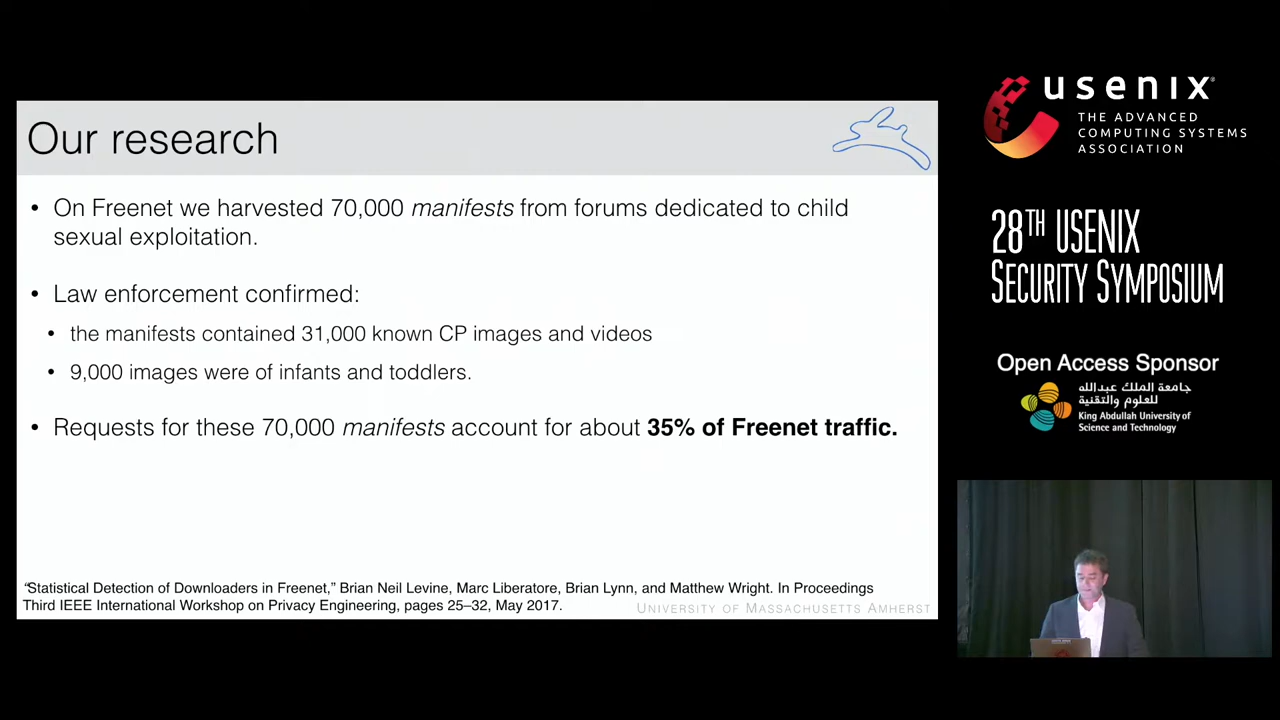 Our research
• On Freenet we harvested 70,000 manifests from forums dedicated to child
sexual exploitation.
• Law enforcement confirmed:
• the manifests contained 31,000 known CP images and videos
• 9,000 images were of infants and toddlers.
• Requests for these 70,000 manifests account for about 35% of Freenet traffic.
“Statistical Detection of Downloaders in Freenet,” Brian Neil Levine, Marc Liberatore, Brian Lynn, and Matthew Wright. In Proceedings
Third IEEE International Workshop on Privacy Engineering, pages 25–32, May 2017.
UNIVERSITY OF MASSACHUSETTS AMHERST
usenix®
THE ADVANCED
COMPUTING SYSTEMS
ASSOCIATION
28TH USENIX
SECURITY SYMPOSIUM
Open Access Sponsor
جامعة الملك عبدالله
للعلوم والتقنية
King Abdullah University of
Science and Technology